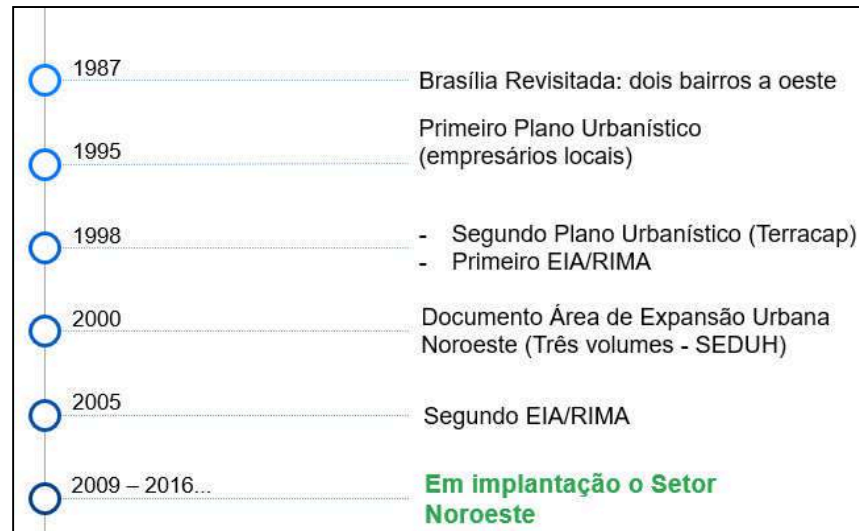 1987
Brasília Revisitada: dois bairros a oeste
1995
Primeiro Plano Urbanístico
(empresários locais)
1998
- Segundo Plano Urbanístico (Terracap)
- Primeiro EIA/RIMA
2000
Documento Área de Expansão Urbana
Noroeste (Três volumes - SEDUH)
2005
Segundo EIA/RIMA
2009 – 2016...
Em implantação o Setor
Noroeste